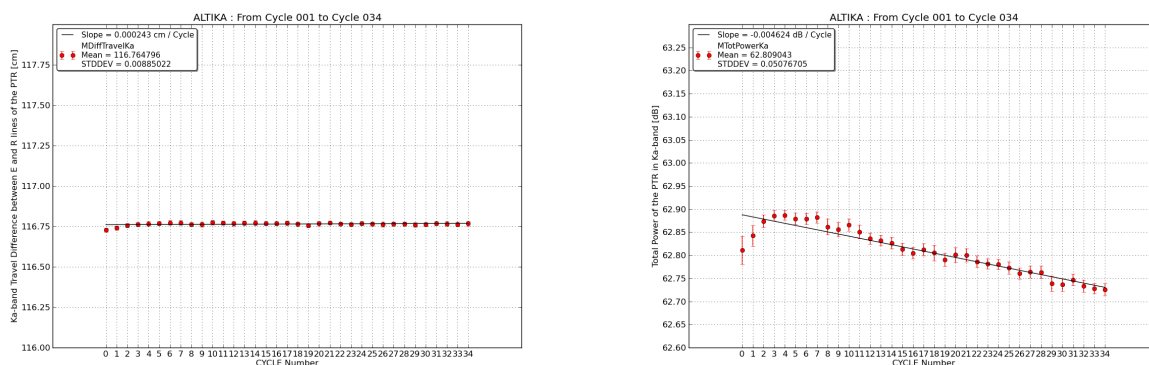 ALTIKA : From Cycle 001 to Cycle 034
Slope = 0.000243 cm / Cycle
MDiffTravelKa
Mean = 116.764796
STDDEV = 0.00885022
Ka-band Travel Difference between E and R lines of the PTR [cm]
117.75
117.50
117.25
117.00
116.75
116.50
116.25
116.00
0 1 2 3 4 5 6 7 8 9 10 11 12 13 14 15 16 17 18 19 20 21 22 23 24 25 26 27 28 29 30 31 32 33 34
CYCLE Number
ALTIKA : From Cycle 001 to Cycle 034
Slope = -0.004624 dB / Cycle
MTotPowerKa
Mean = 62.809043
STDDEV = 0.05076705
Total Power of the PTR in Ka-band [dB]
63.25
63.20
63.15
63.10
63.05
63.00
62.95
62.90
62.85
62.80
62.75
62.70
62.65
62.60
0 1 2 3 4 5 6 7 8 9 10 11 12 13 14 15 16 17 18 19 20 21 22 23 24 25 26 27 28 29 30 31 32 33 34
CYCLE Number